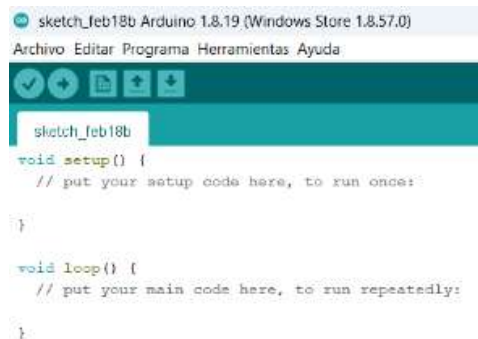 sketch_feb18b Arduino 1.8.19 (Windows Store 1.8.57.0)
Archivo Editar Programa Herramientas Ayuda
sketch_feb18b
void setup() {
// put your setup code here, to run once:
}
void loop() {
// put your main code here, to run repeatedly:
}